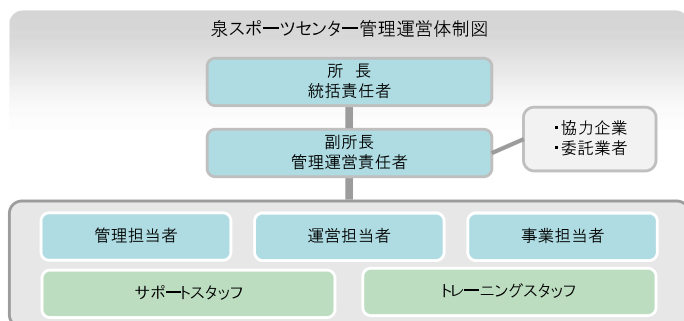 泉スポーツセンター管理運営体制図
所 長
統括責任者
副所長
管理運営責任者
・協力企業
・委託業者
管理担当者
運営担当者
事業担当者
サポートスタッフ
トレーニングスタッフ